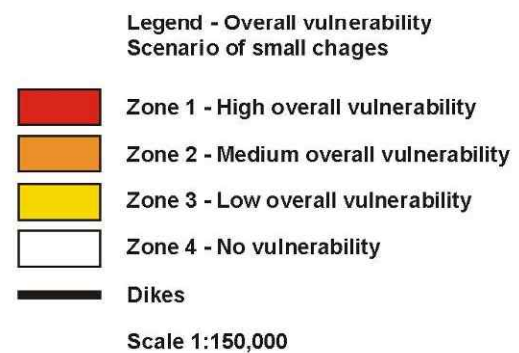 Legend - Overall vulnerability
Scenario of small chages
Zone 1 - High overall vulnerability
Zone 2 - Medium overall vulnerability
Zone 3 - Low overall vulnerability
Zone 4 - No vulnerability
Dikes
Scale 1:150,000